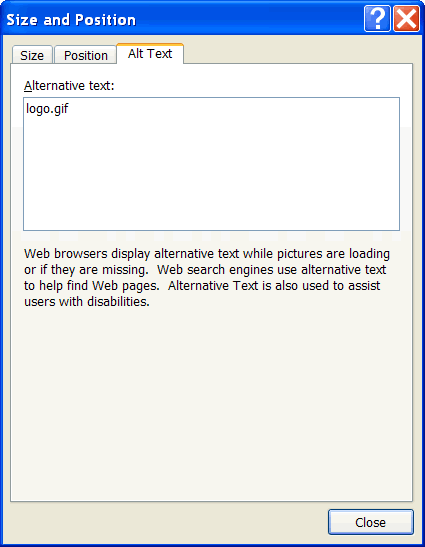 Size and Position
Size Position Alt Text
Alternative text:
logo.gif
Web browsers display alternative text while pictures are loading
or if they are missing.  Web search engines use alternative text
to help find Web pages.  Alternative Text is also used to assist
users with disabilities.
Close